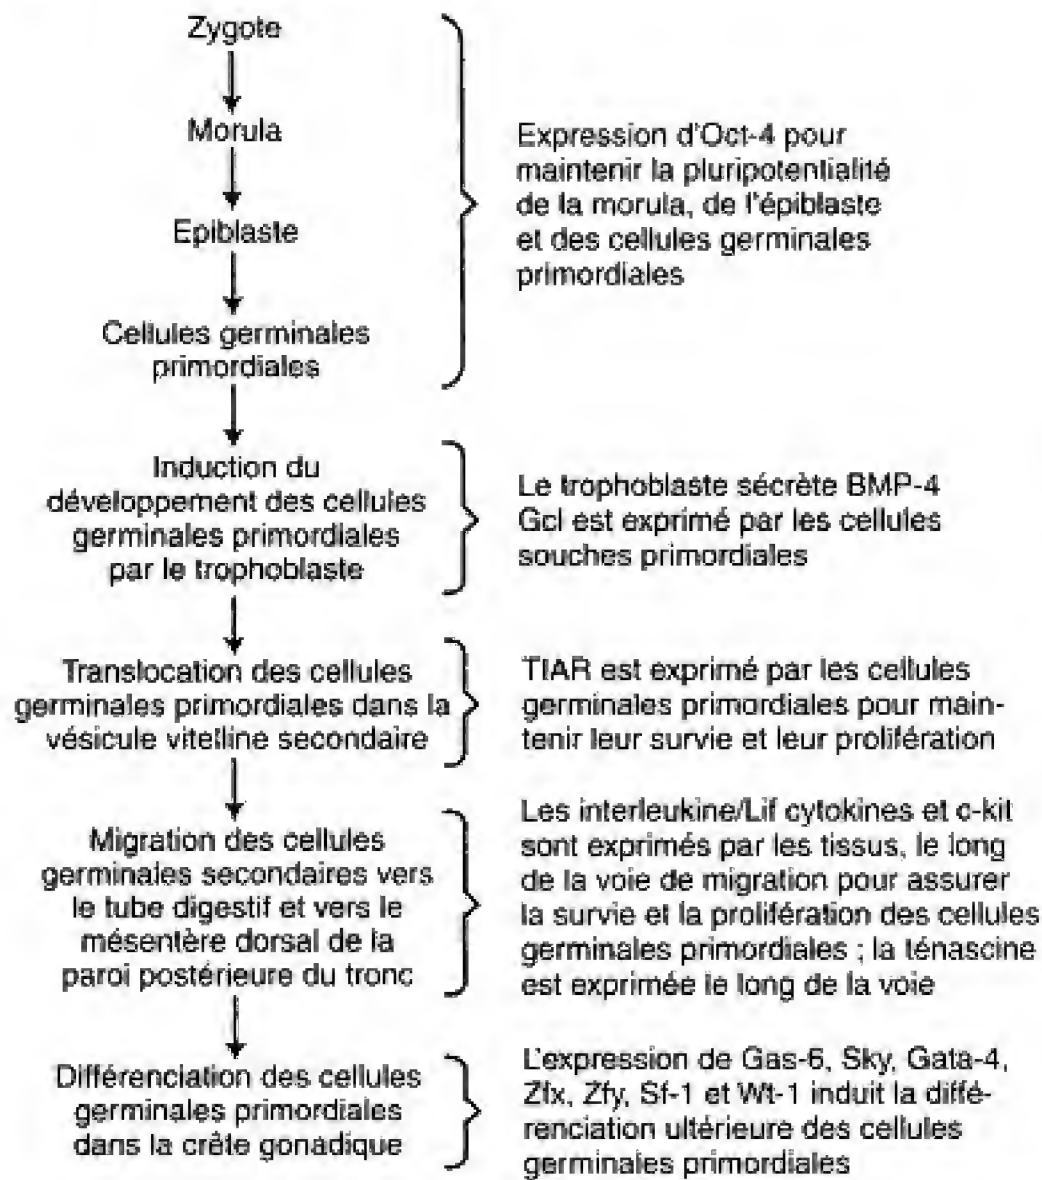 Zygote
Morula
Epiblaste
Cellules germinales
primordiales
Expression d'Oct-4 pour
maintenir la pluripotentialité
de la morula, de l'épiblaste
et des cellules germinales
primordiales
Induction du
développement des cellules
germinales primordiales
par le trophoblaste
Le trophoblaste sécrète BMP-4
Gcl est exprimé par les cellules
souches primordiales
Translocation des cellules
germinales primordiales dans la
vésicule vitelline secondaire
TIAR est exprimé par les cellules
germinales primordiales pour main-
tenir leur survie et leur prolifération
Migration des cellules
germinales secondaires vers
le tube digestif et vers le
mésentère dorsal de la
paroi postérieure du tronc
Les interleukine/Lif cytokines et c-kit
sont exprimés par les tissus, le long
de la voie de migration pour assurer
la survie et la prolifération des cellules
germinales primordiales ; la ténascine
est exprimée le long de la voie
Différenciation des cellules
germinales primordiales
dans la crête gonadique
L'expression de Gas-6, Sky, Gata-4,
Zfx, Zfy, Sf-1 et Wt-1 induit la diffé-
renciation ultérieure des cellules
germinales primordiales